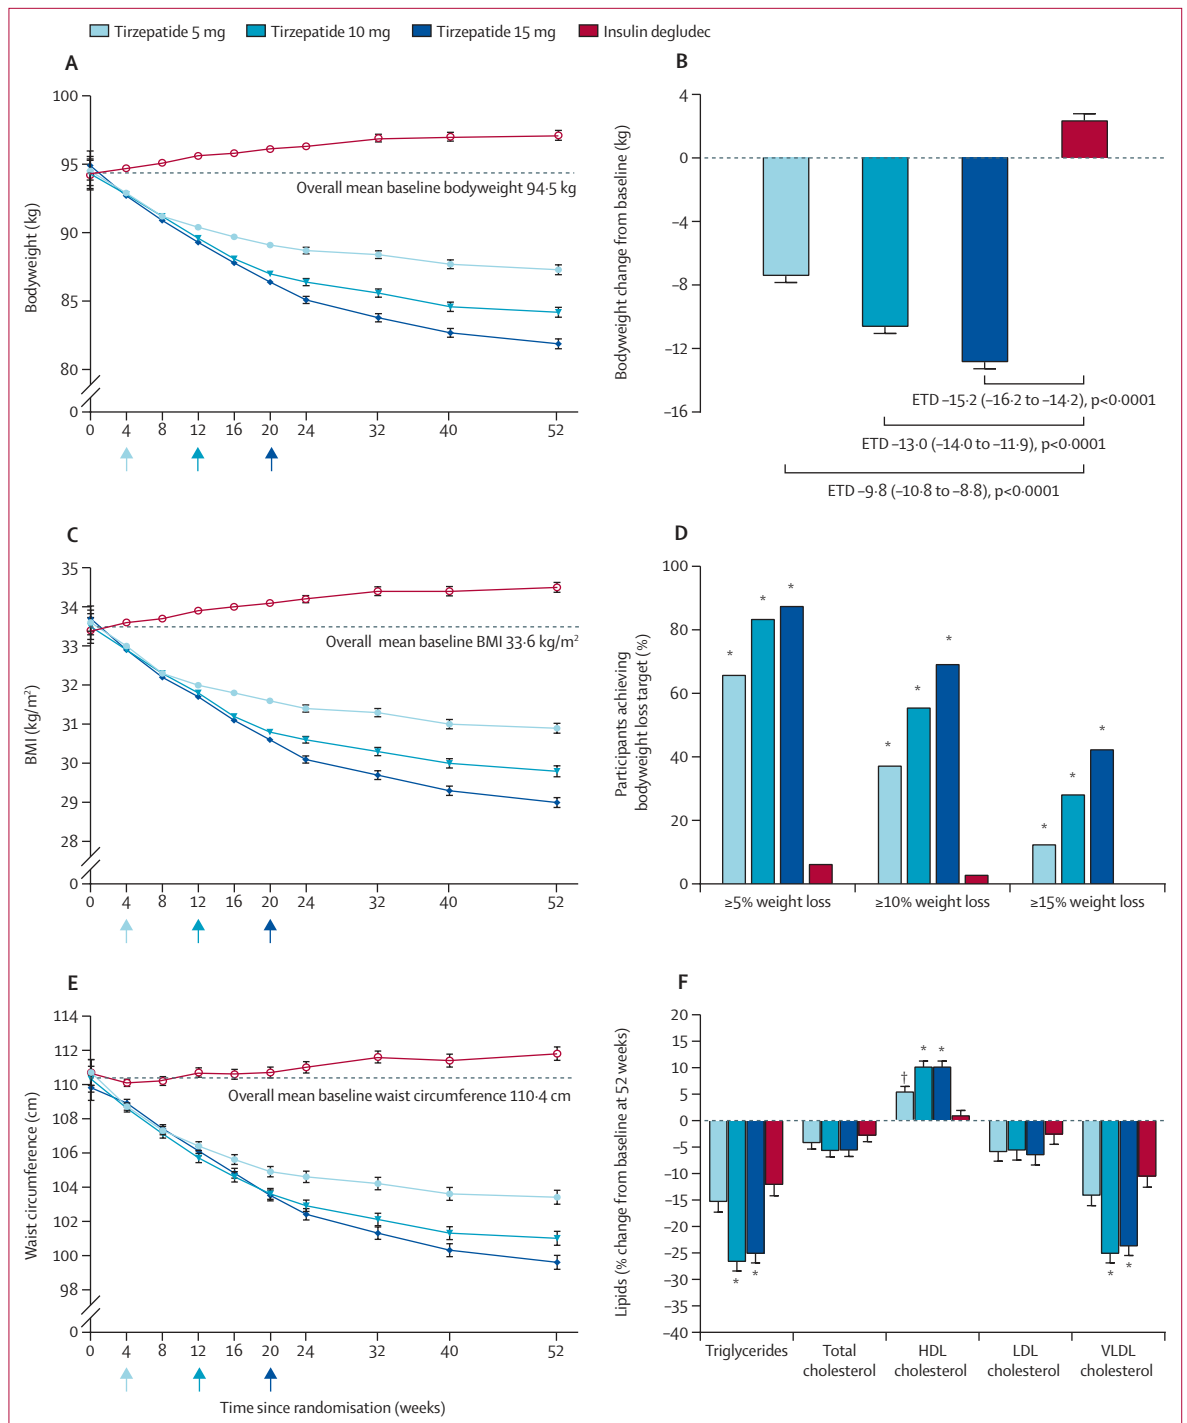 Tirzepatide 5 mg Tirzepatide 10 mg Tirzepatide 15 mg Insulin degludec
A
100
95
90
85
80
0
Bodyweight (kg)
Overall mean baseline bodyweight 94·5 kg
0 4 8 12 16 20 24 32 40 52
B
4
0
–4
–8
–12
–16
Bodyweight change from baseline (kg)
ETD –15·2 (–16·2 to –14·2), p<0·0001
ETD –13·0 (–14·0 to –11·9), p<0·0001
ETD –9·8 (–10·8 to –8·8), p<0·0001
C
35
34
33
32
31
30
29
28
0
BMI (kg/m²)
Overall mean baseline BMI 33·6 kg/m²
0 4 8 12 16 20 24 32 40 52
D
100
80
60
40
20
0
Participants achieving
bodyweight loss target (%)
* * *
* * *
* * *
≥5% weight loss ≥10% weight loss ≥15% weight loss
E
114
112
110
108
106
104
102
100
98
0
Waist circumference (cm)
Overall mean baseline waist circumference 110·4 cm
0 4 8 12 16 20 24 32 40 52
Time since randomisation (weeks)
F
20
15
10
5
0
–5
–10
–15
–20
–25
–30
–35
–40
Lipids (% change from baseline at 52 weeks)
† * *
* * * *
Triglycerides Total HDL LDL VLDL
cholesterol cholesterol cholesterol cholesterol